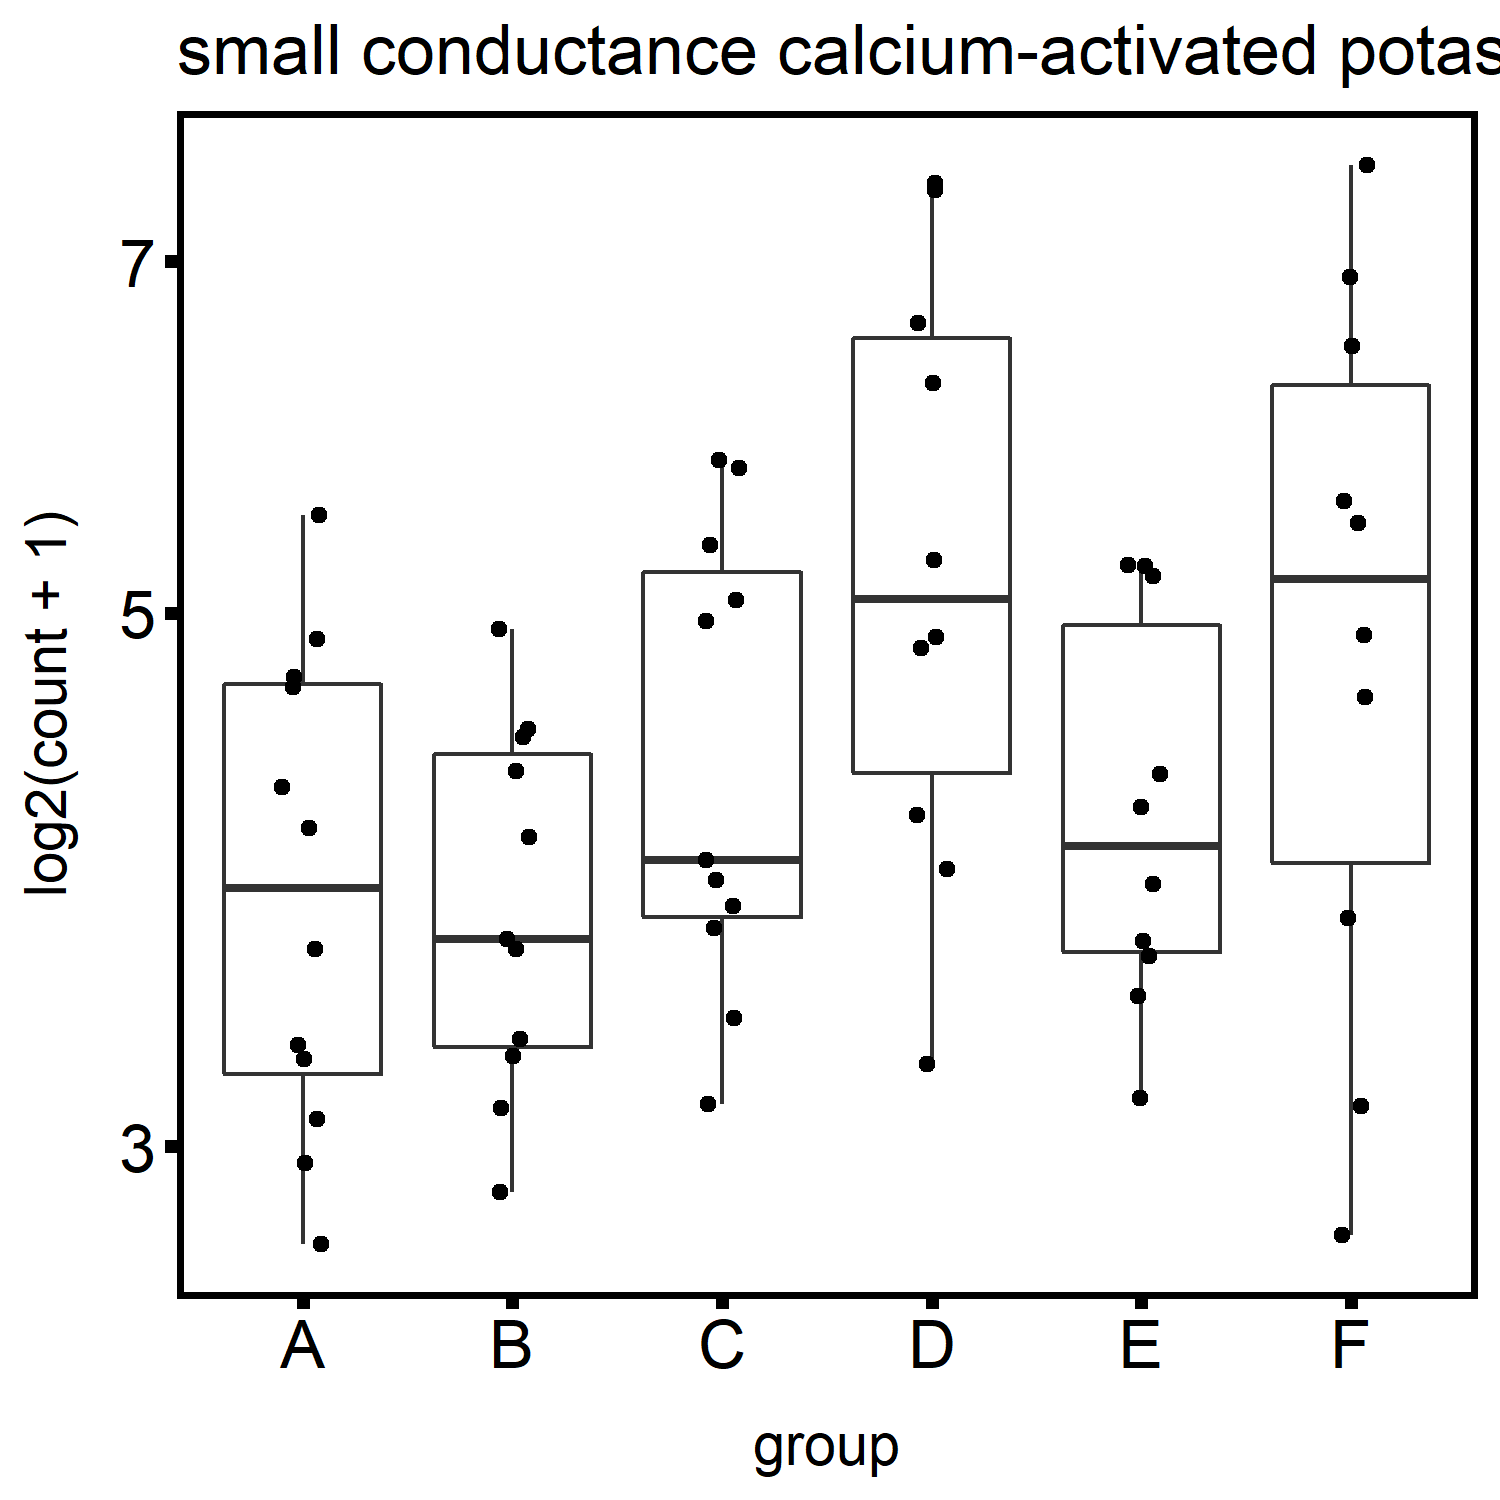 small conductance calcium-activated potas
7
5
3
log2(count + 1)
A B C D E F
group